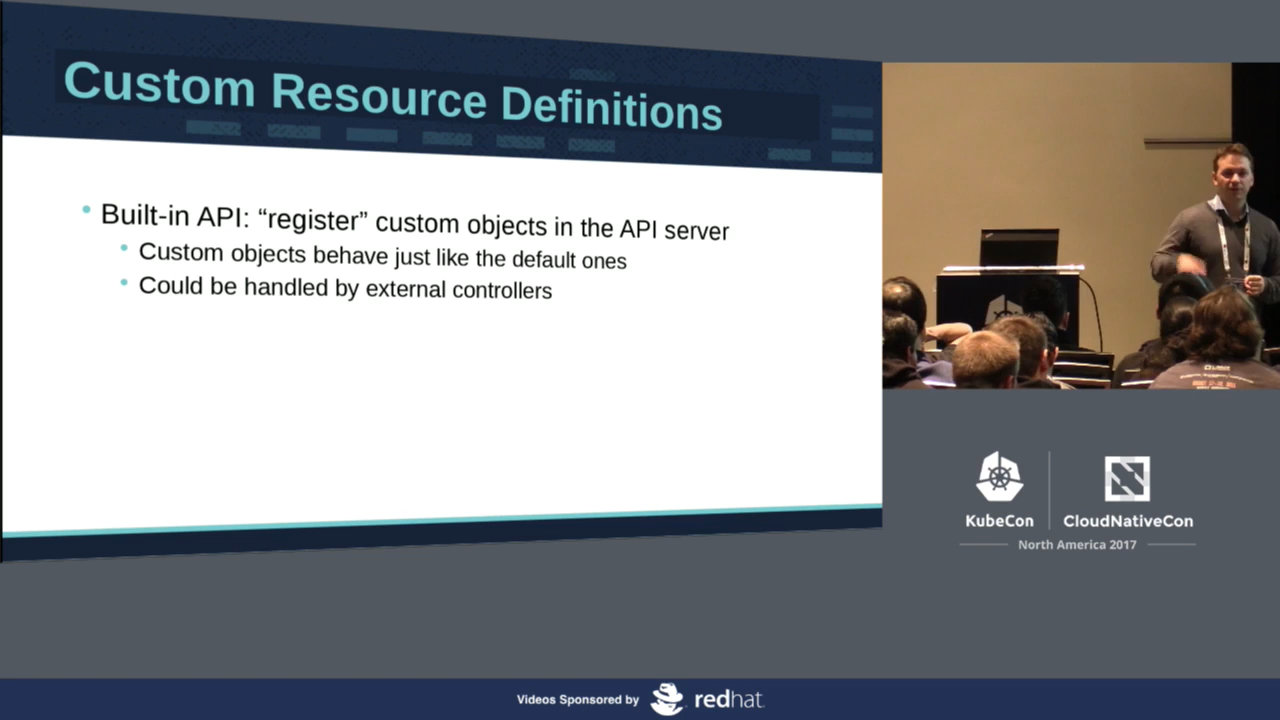 Custom Resource Definitions
Built-in API: “register” custom objects in the API server
Custom objects behave just like the default ones
Could be handled by external controllers
KubeCon
CloudNativeCon
North America 2017
Videos Sponsored by
redhat.